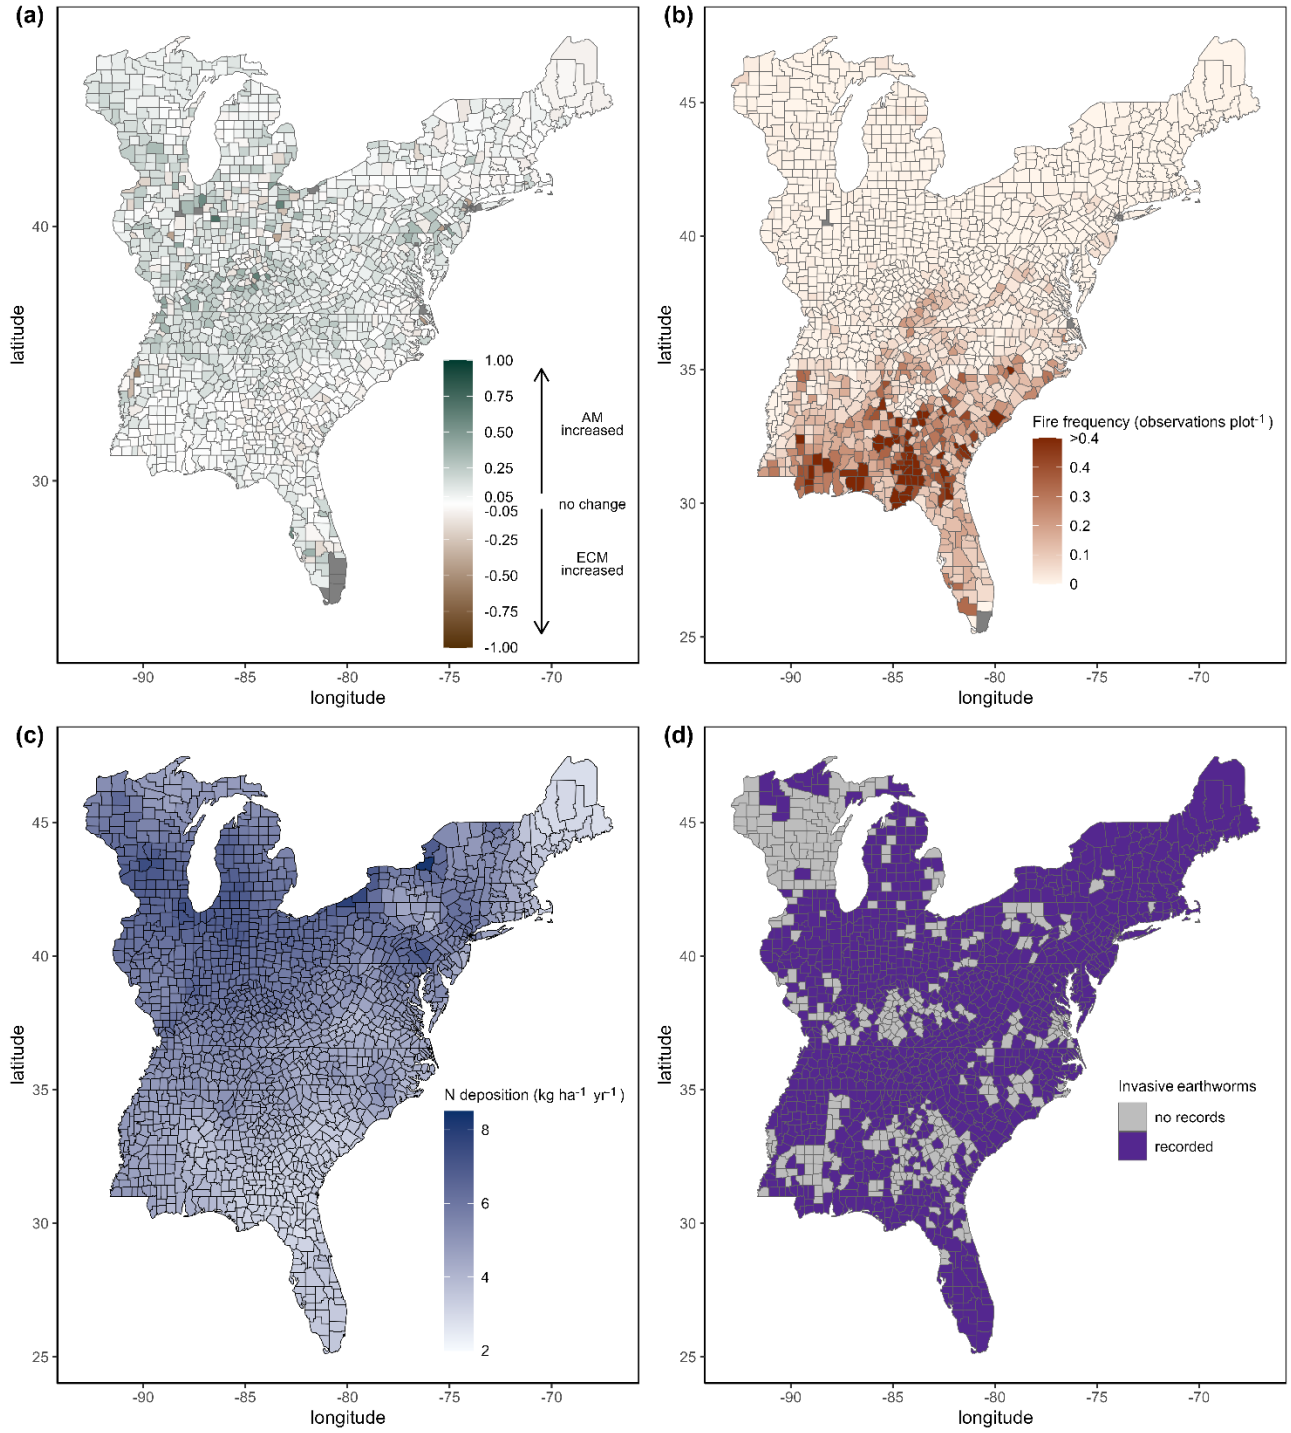 (a)
latitude
40
30
1.00
0.75
0.50
0.25
0.05
-0.05
-0.25
-0.50
-0.75
-1.00
AM
increased
no change
ECM
increased
-90
-85
-80
-75
-70
longitude
(b)
latitude
45
40
35
30
25
Fire frequency (observations plot⁻¹)
>0.4
0.4
0.3
0.2
0.1
0
-90
-85
-80
-75
-70
longitude
(c)
latitude
45
40
35
30
25
N deposition (kg ha⁻¹ yr⁻¹)
8
6
4
2
-90
-85
-80
-75
-70
longitude
(d)
latitude
45
40
35
30
25
Invasive earthworms
no records
recorded
-90
-85
-80
-75
-70
longitude